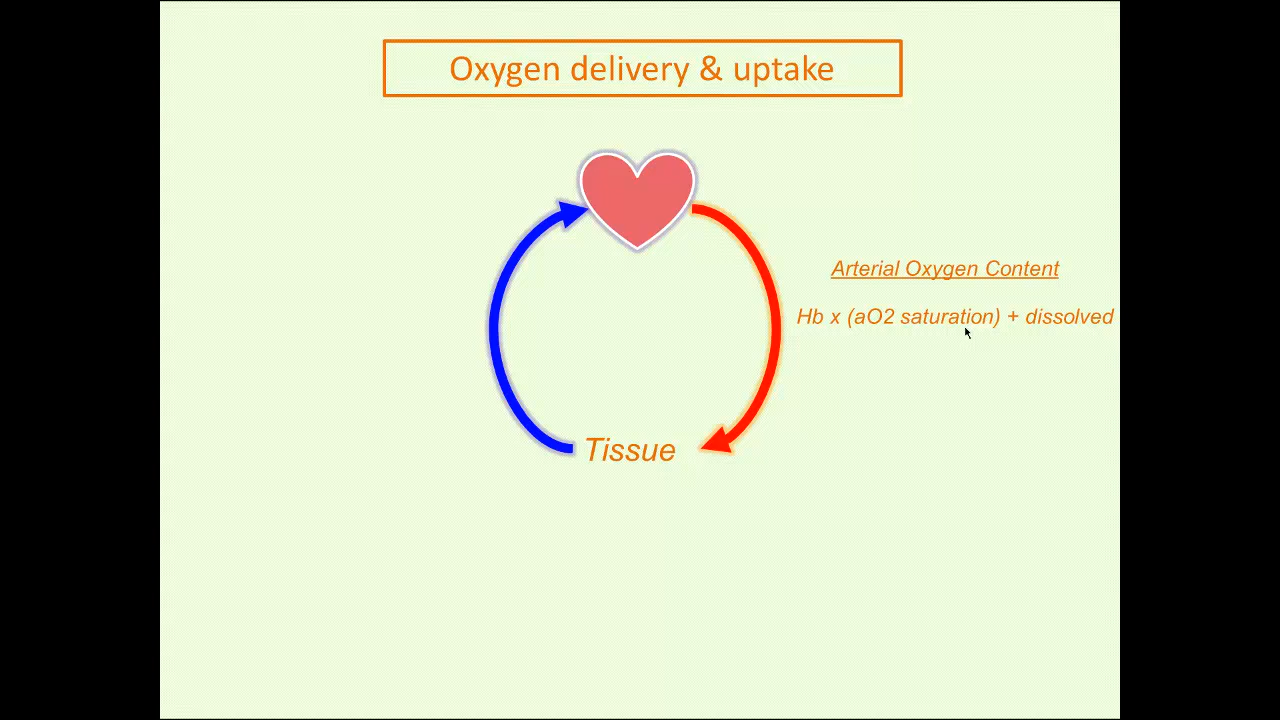 Oxygen delivery & uptake
Arterial Oxygen Content
Hb x (aO2 saturation) + dissolved
Tissue